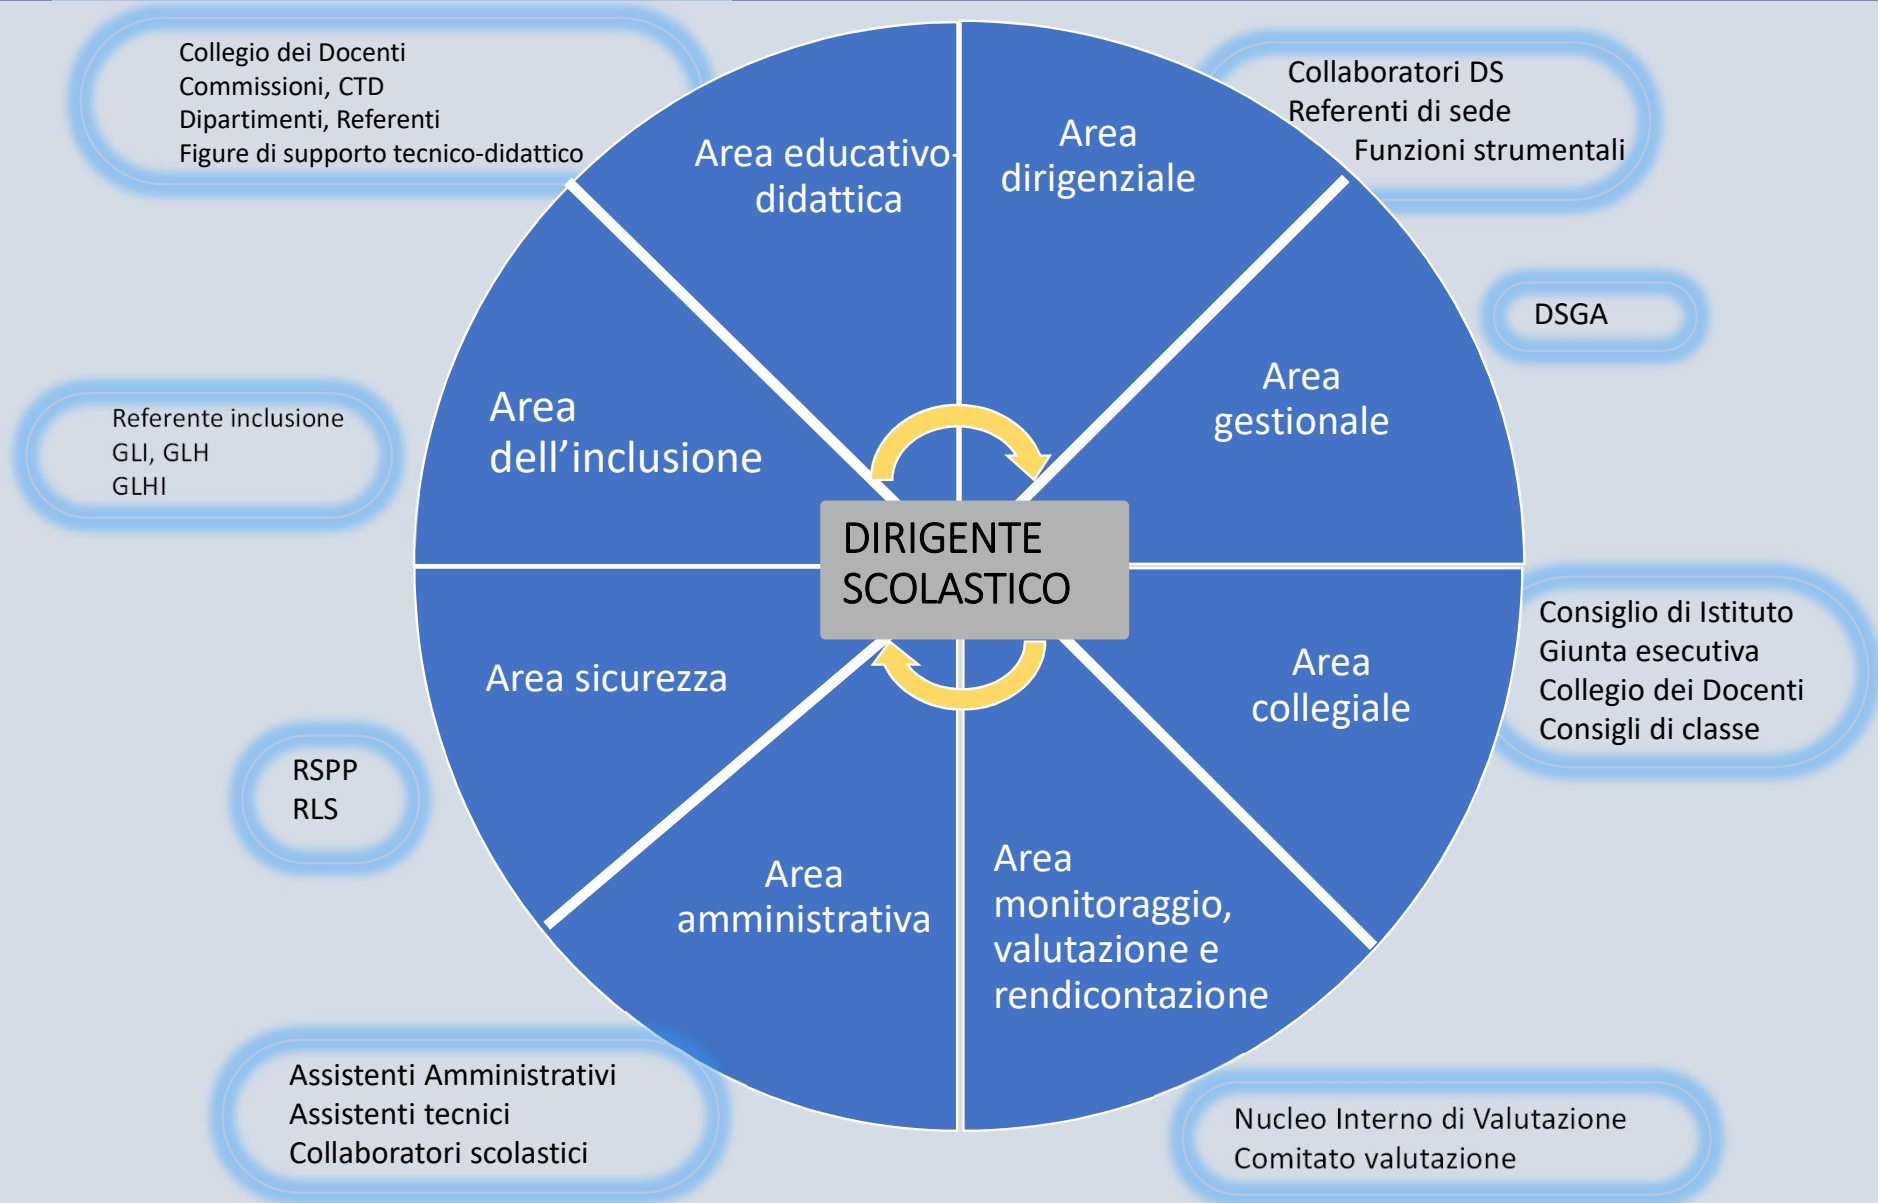 Collegio dei Docenti
Commissioni, CTD
Dipartimenti, Referenti
Figure di supporto tecnico-didattico
Area educativo-
didattica
Area
dirigenziale
Collaboratori DS
Referenti di sede
Funzioni strumentali
DSGA
Area
gestionale
Referente inclusione
GLI, GLH
GLHI
Area
dell’inclusione
DIRIGENTE
SCOLASTICO
Area sicurezza
Area
collegiale
Consiglio di Istituto
Giunta esecutiva
Collegio dei Docenti
Consigli di classe
RSPP
RLS
Area
amministrativa
Area
monitoraggio,
valutazione e
rendicontazione
Assistenti Amministrativi
Assistenti tecnici
Collaboratori scolastici
Nucleo Interno di Valutazione
Comitato valutazione